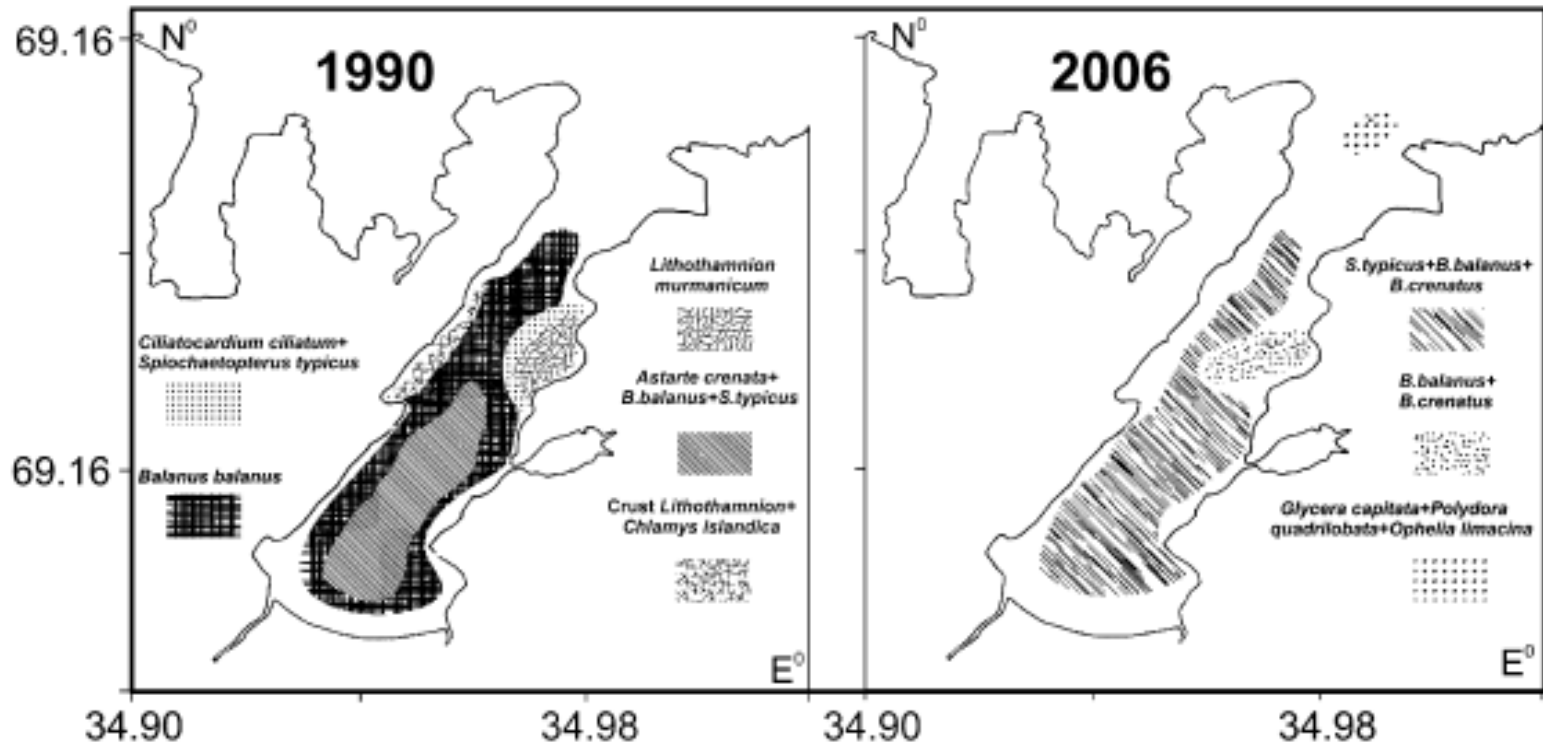 69.16
N⁰
1990
Lithothamnion
murmanicum
Ciliatocardium ciliatum+
Spiochaetopterus typicus
Astarte crenata+
B.balanus+S.typicus
69.16
Balanus balanus
Crust Lithothamnion+
Chlamys islandica
E⁰
34.90
34.98
N⁰
2006
S.typicus+B.balanus+
B.crenatus
B.balanus+
B.crenatus
Glycera capitata+Polydora
quadrilobata+Ophelia limacina
E⁰
34.90
34.98